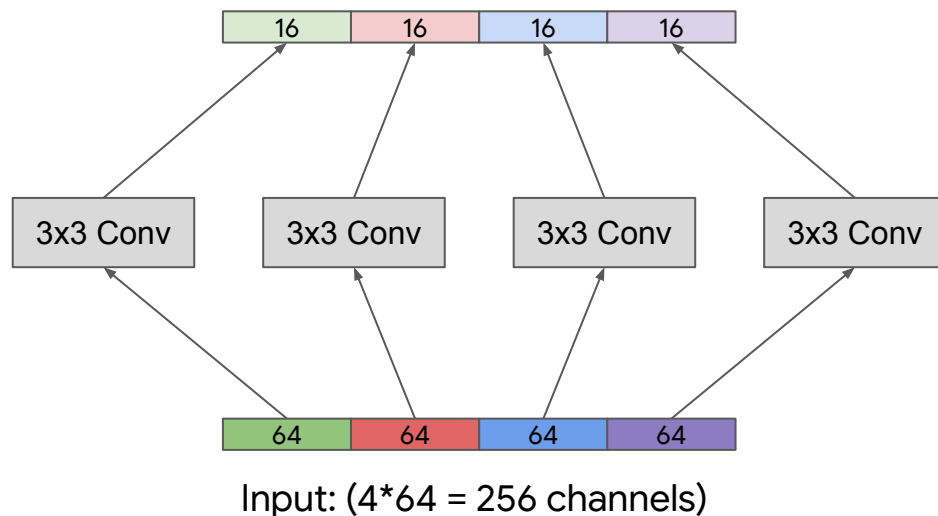 16 16 16 16
3x3 Conv 3x3 Conv 3x3 Conv 3x3 Conv
64 64 64 64
Input: (4*64 = 256 channels)